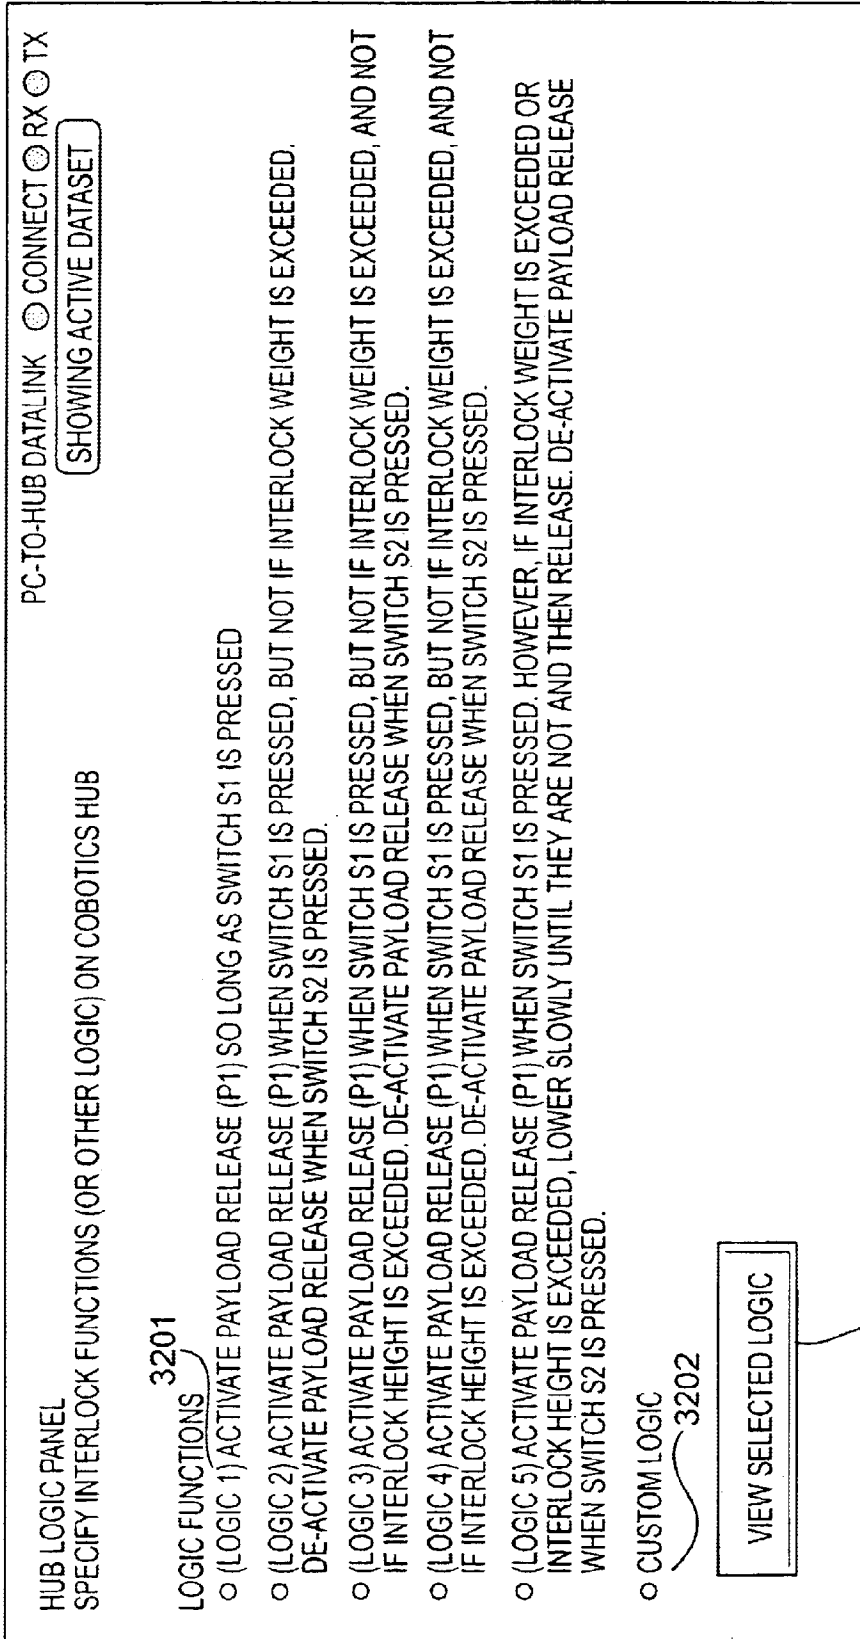 HUB LOGIC PANEL
SPECIFY INTERLOCK FUNCTIONS (OR OTHER LOGIC) ON COBOTICS HUB
PC-TO-HUB DATALINK CONNECT RX TX
SHOWING ACTIVE DATASET
LOGIC FUNCTIONS
3201
(LOGIC 1) ACTIVATE PAYLOAD RELEASE (P1) SO LONG AS SWITCH S1 IS PRESSED
(LOGIC 2) ACTIVATE PAYLOAD RELEASE (P1) WHEN SWITCH S1 IS PRESSED, BUT NOT IF INTERLOCK WEIGHT IS EXCEEDED.
DE-ACTIVATE PAYLOAD RELEASE WHEN SWITCH S2 IS PRESSED.
(LOGIC 3) ACTIVATE PAYLOAD RELEASE (P1) WHEN SWITCH S1 IS PRESSED, BUT NOT IF INTERLOCK WEIGHT IS EXCEEDED, AND NOT
IF INTERLOCK HEIGHT IS EXCEEDED. DE-ACTIVATE PAYLOAD RELEASE WHEN SWITCH S2 IS PRESSED.
(LOGIC 4) ACTIVATE PAYLOAD RELEASE (P1) WHEN SWITCH S1 IS PRESSED, BUT NOT IF INTERLOCK WEIGHT IS EXCEEDED, AND NOT
IF INTERLOCK HEIGHT IS EXCEEDED. DE-ACTIVATE PAYLOAD RELEASE WHEN SWITCH S2 IS PRESSED.
(LOGIC 5) ACTIVATE PAYLOAD RELEASE (P1) WHEN SWITCH S1 IS PRESSED. HOWEVER, IF INTERLOCK WEIGHT IS EXCEEDED OR
INTERLOCK HEIGHT IS EXCEEDED, LOWER SLOWLY UNTIL THEY ARE NOT AND THEN RELEASE. DE-ACTIVATE PAYLOAD RELEASE
WHEN SWITCH S2 IS PRESSED.
CUSTOM LOGIC
3202
VIEW SELECTED LOGIC